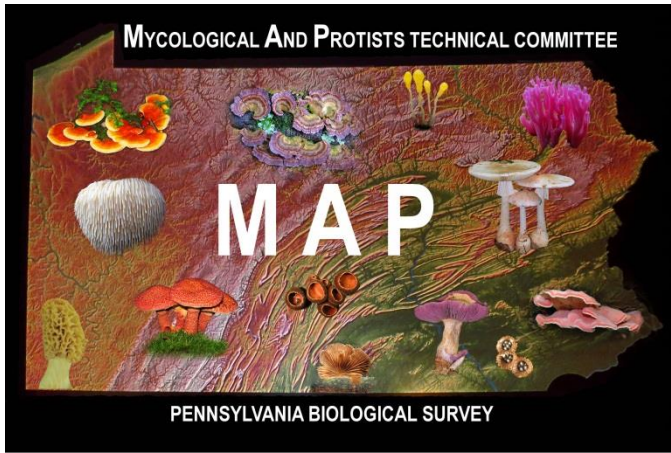 MYCOLOGICAL AND PROTISTS TECHNICAL COMMITTEE
MAP
PENNSYLVANIA BIOLOGICAL SURVEY